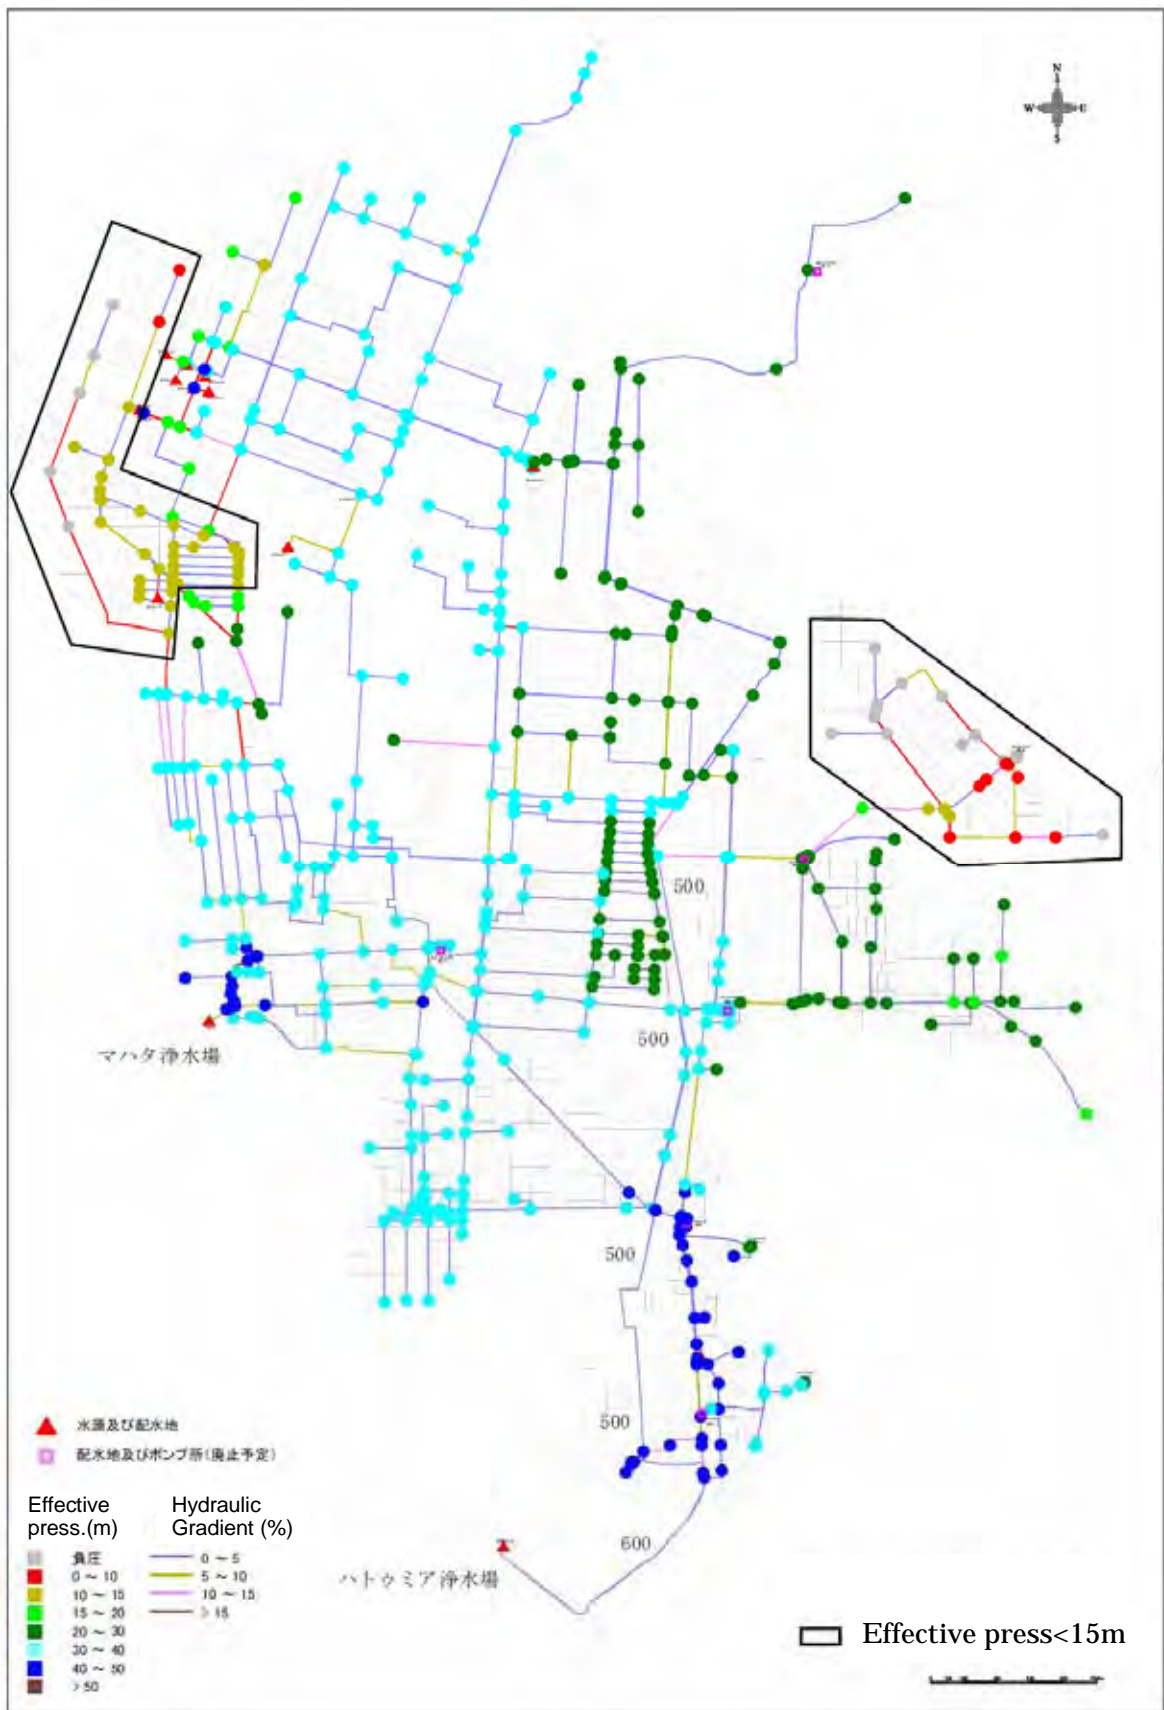 N
W E
S
500
500
マハタ浄水場
500
500
600
ハトゥミア浄水場
水源及び配水地
配水地及びポンプ所(廃止予定)
Effective press.(m)
Hydraulic Gradient (%)
負圧
0 ~ 10
10 ~ 15
15 ~ 20
20 ~ 30
30 ~ 40
40 ~ 50
> 50
0 ~ 5
5 ~ 10
10 ~ 15
> 15
Effective press<15m